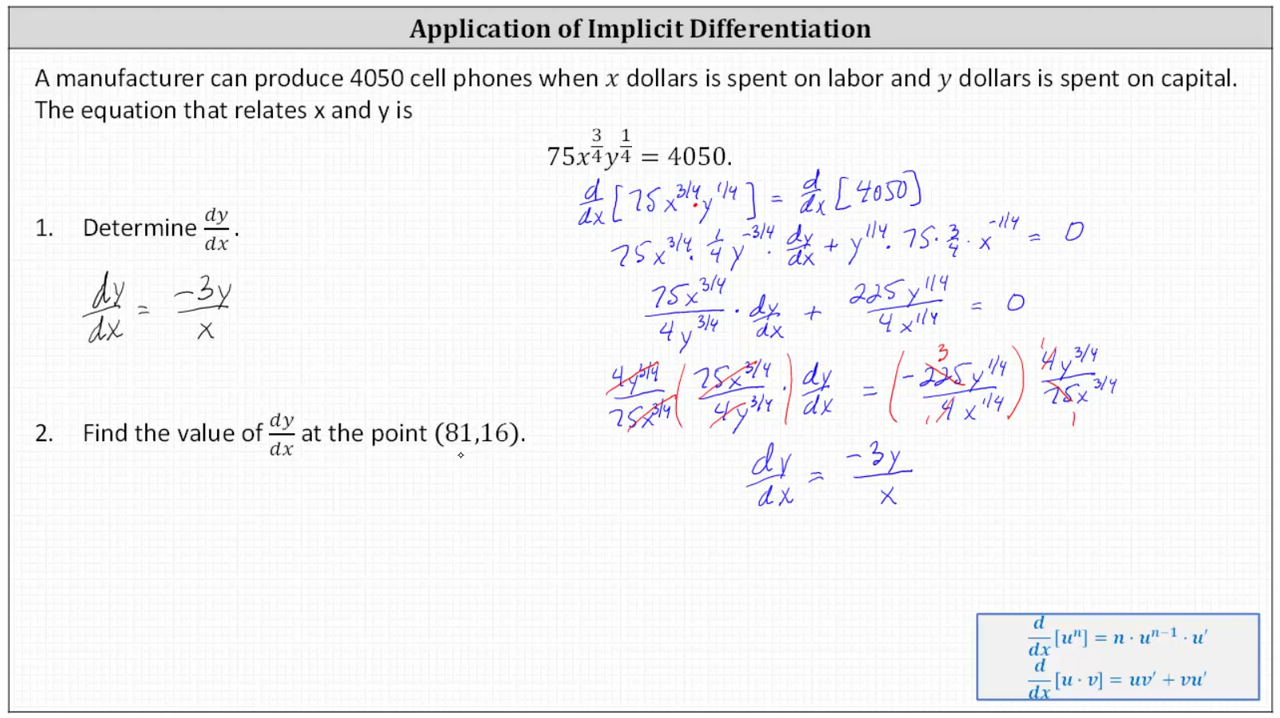 Application of Implicit Differentiation
A manufacturer can produce 4050 cell phones when x dollars is spent on labor and y dollars is spent on capital.
The equation that relates x and y is
75x^{3/4}y^{1/4} = 4050.
d/dx [75x^{3/4} · y^{1/4}] = d/dx [4050]
1. Determine dy/dx.
75x^{3/4} · 1/4 y^{-3/4} · dy/dx + y^{1/4} · 75 · 3/4 · x^{-1/4} = 0
dy/dx = -3y/x
75x^{3/4}/4y^{3/4} · dy/dx + 225y^{1/4}/4x^{1/4} = 0
4y^{3/4}/75x^{3/4} (75x^{3/4}/4y^{3/4} ·) dy/dx = (-225y^{1/4}/4x^{1/4}) 4y^{3/4}/75x^{3/4}
3 1 1 1
2. Find the value of dy/dx at the point (81,16).
dy/dx = -3y/x
d/dx [uⁿ] = n · uⁿ⁻¹ · u′
d/dx [u · v] = uv′ + vu′